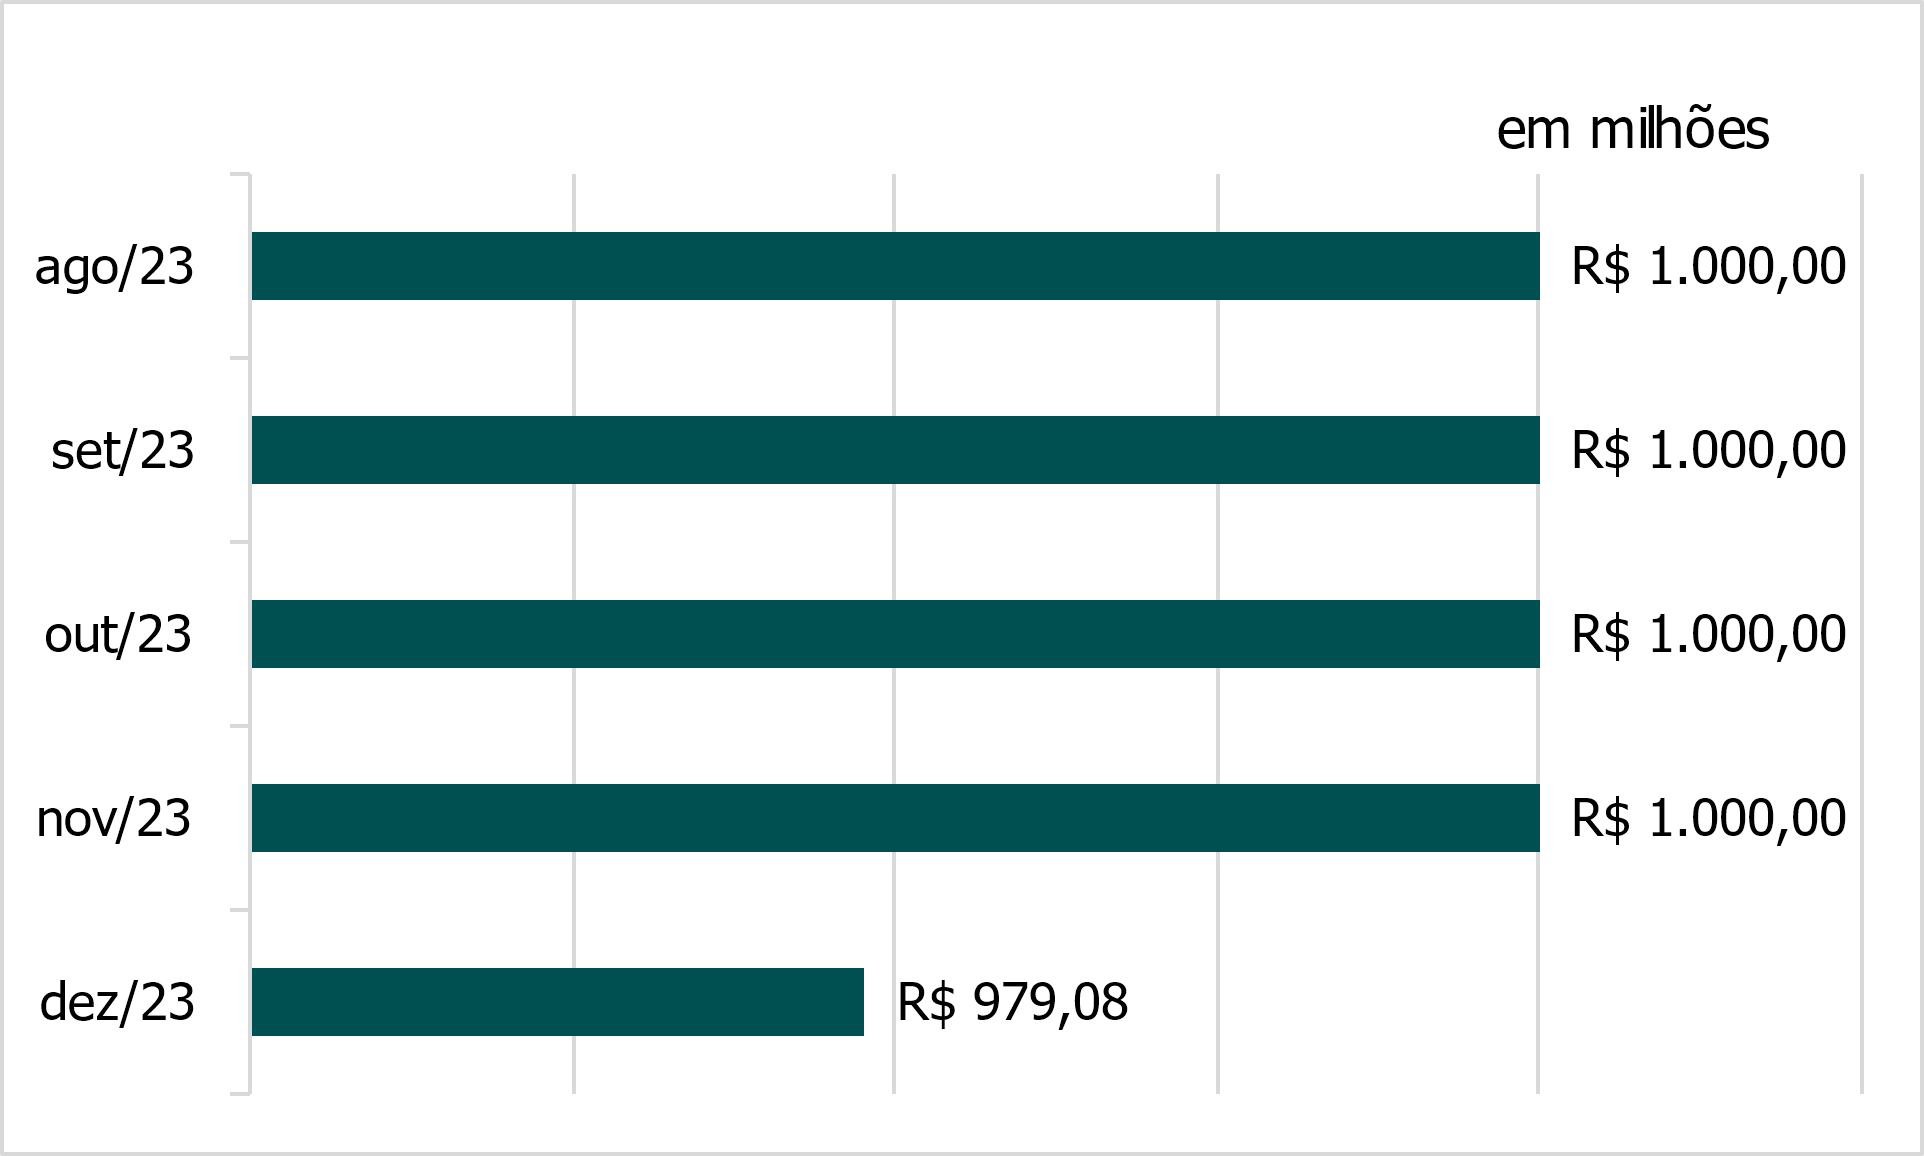 em milhões
ago/23 R$ 1.000,00
set/23 R$ 1.000,00
out/23 R$ 1.000,00
nov/23 R$ 1.000,00
dez/23 R$ 979,08